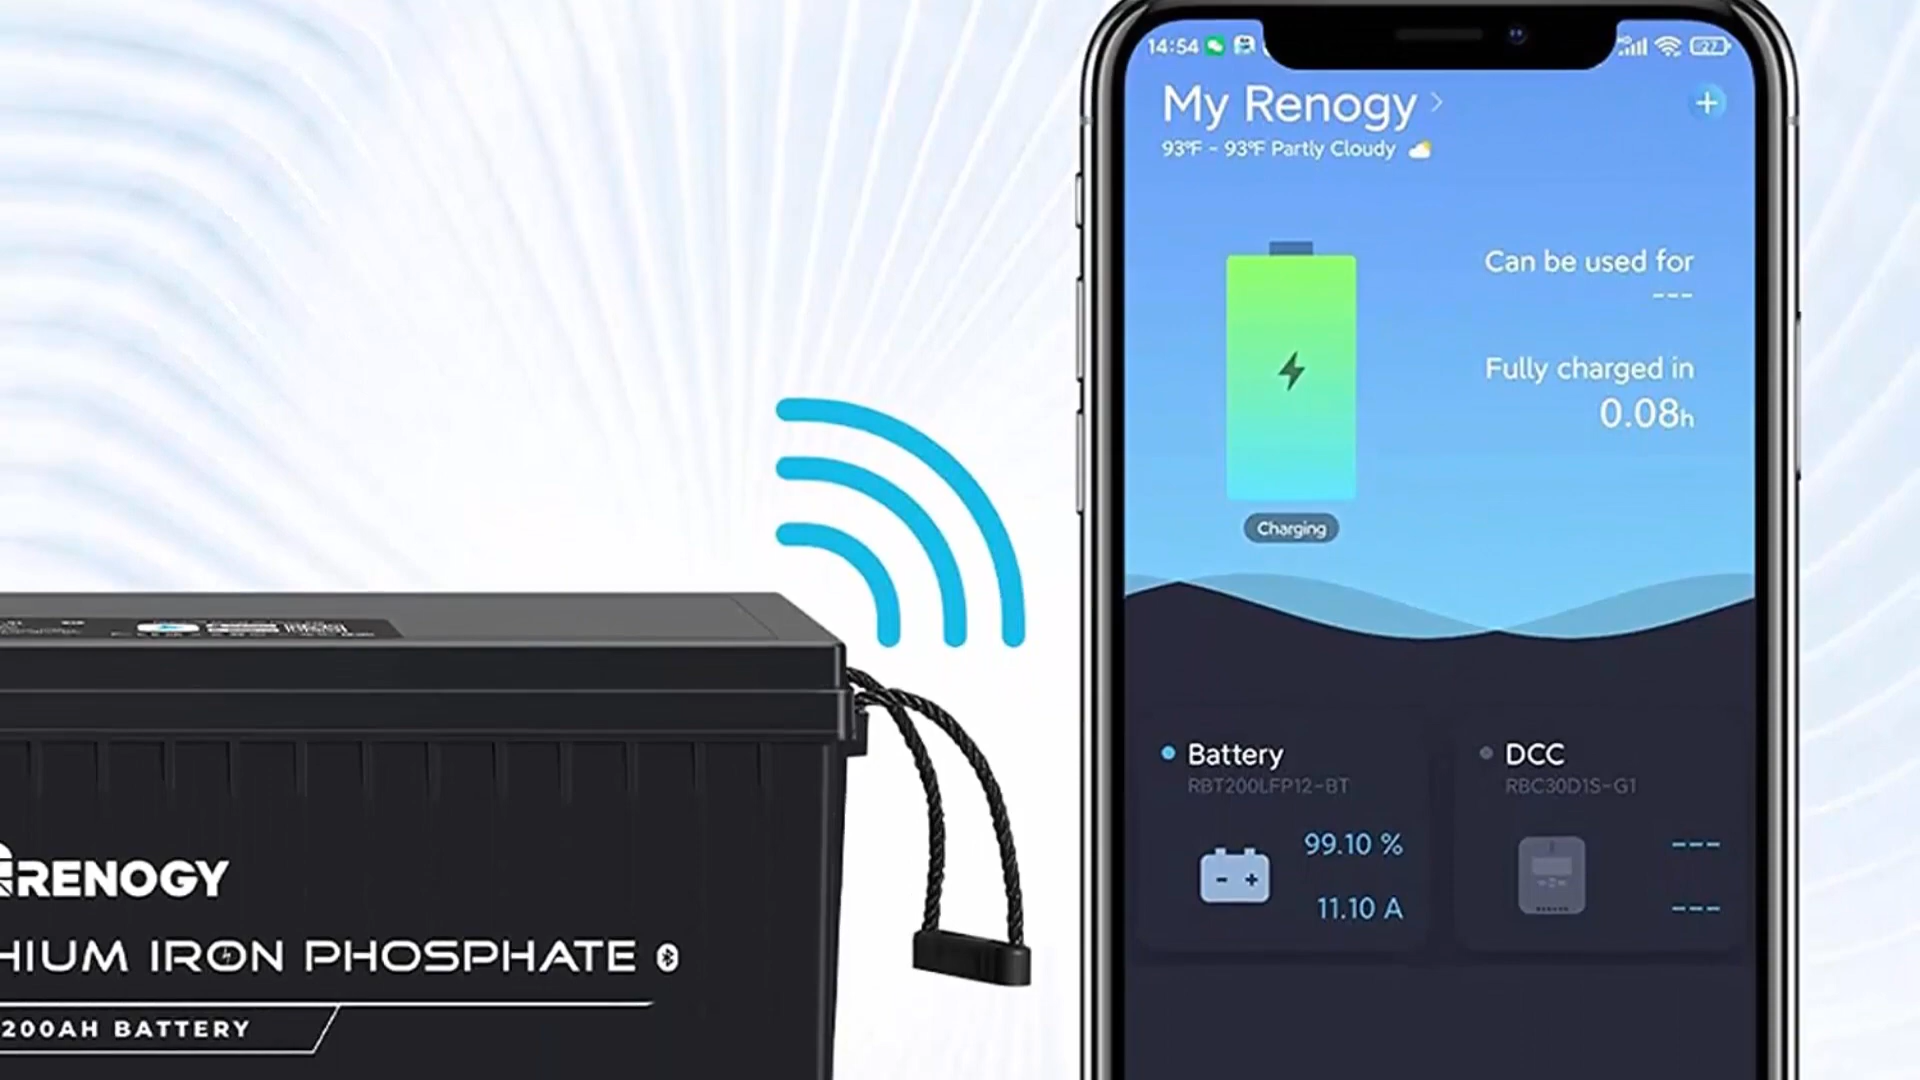 14:54
27
My Renogy >
93°F - 93°F Partly Cloudy
Can be used for
---
Fully charged in
0.08h
Charging
Battery
RBT200LFP12-BT
99.10 %
11.10 A
DCC
RBC30D1S-G1
---
---
RENOGY
HIUM IRON PHOSPHATE
200AH BATTERY